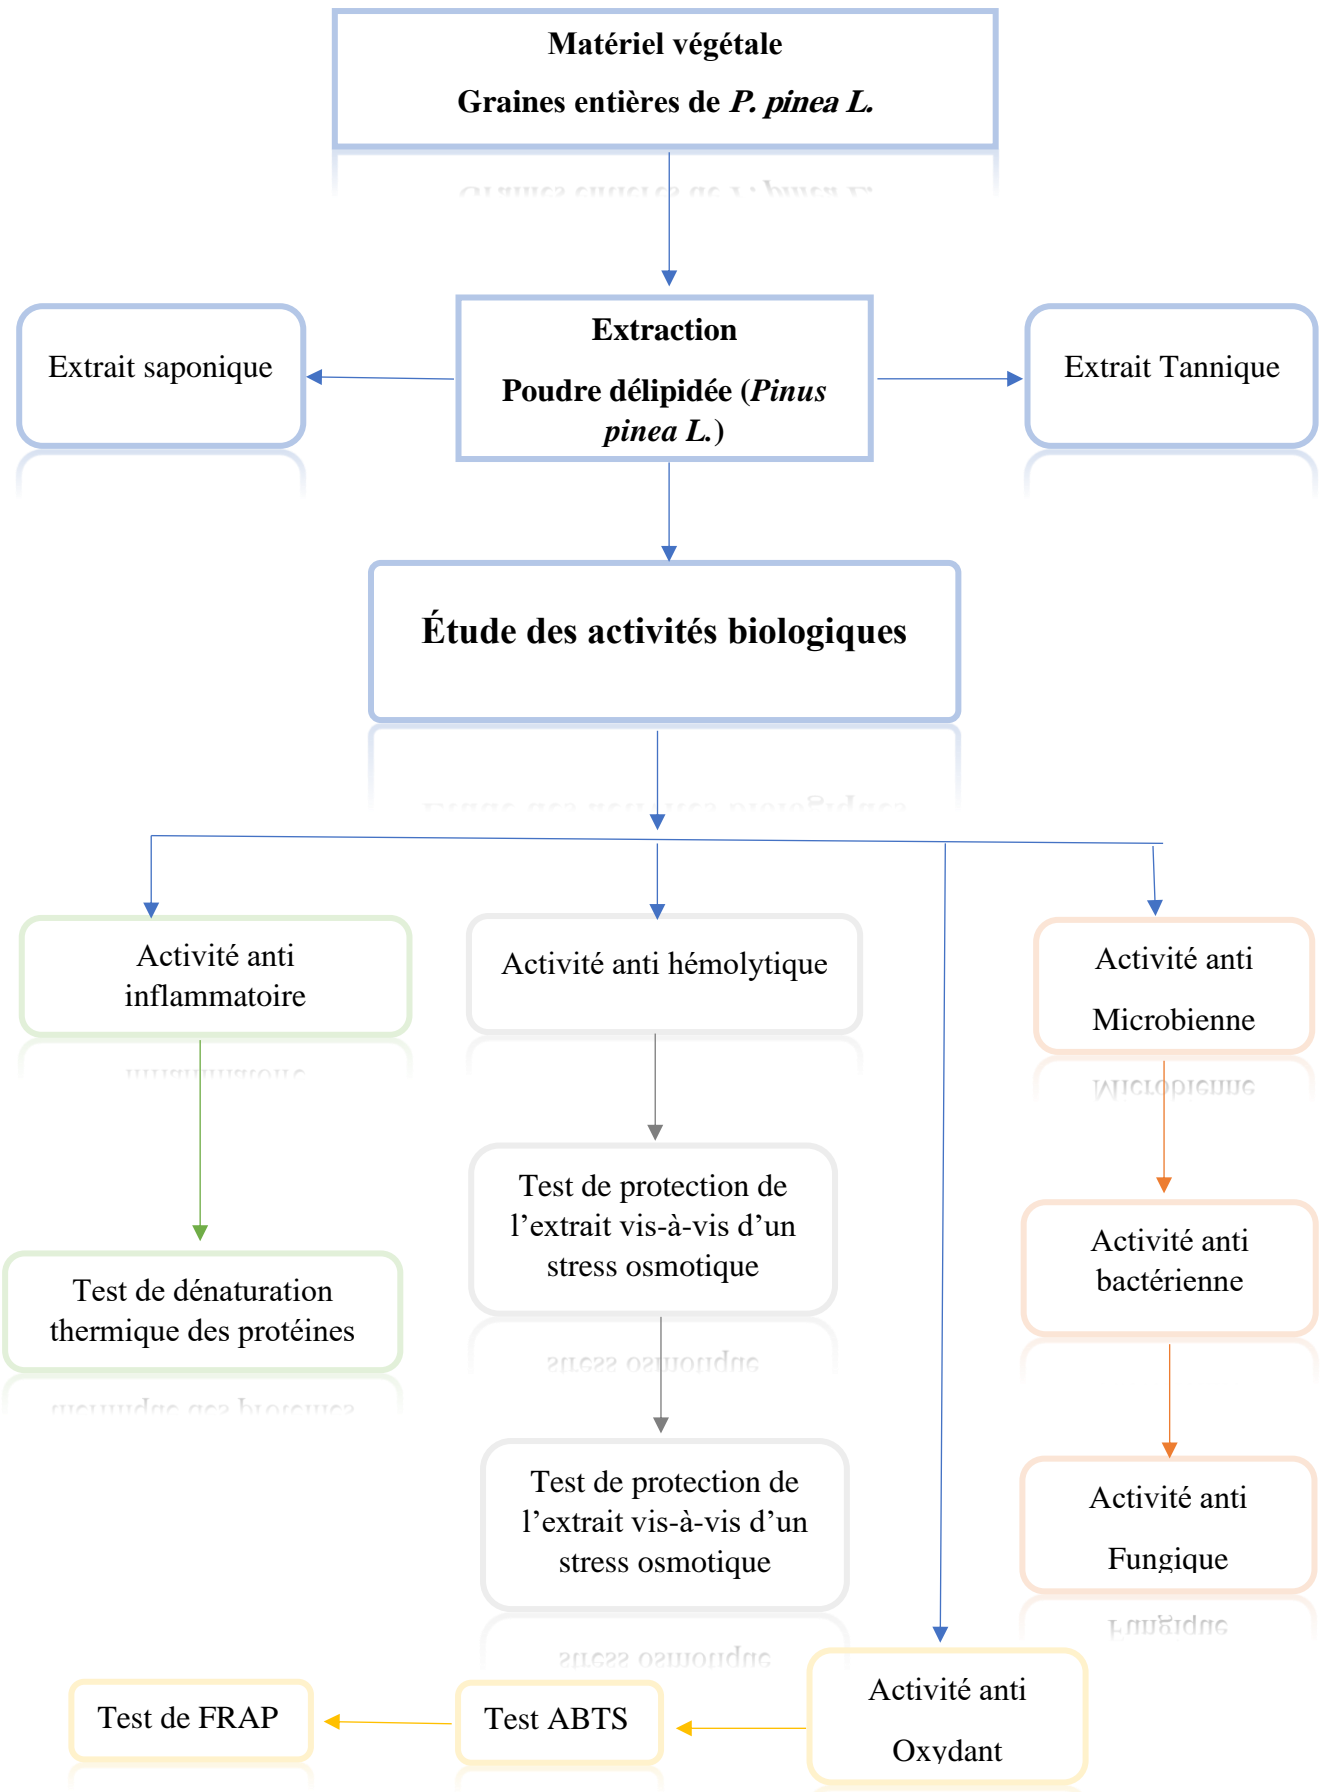 Matériel végétale
Graines entières de P. pinea L.
Extrait saponique
Extraction
Poudre délipidée (Pinus
pinea L.)
Extrait Tannique
Étude des activités biologiques
Activité anti
inflammatoire
Activité anti hémolytique
Activité anti
Microbienne
Test de protection de
l’extrait vis-à-vis d’un
stress osmotique
Activité anti
bactérienne
Test de dénaturation
thermique des protéines
Test de protection de
l’extrait vis-à-vis d’un
stress osmotique
Activité anti
Fungique
Test de FRAP
Test ABTS
Activité anti
Oxydant